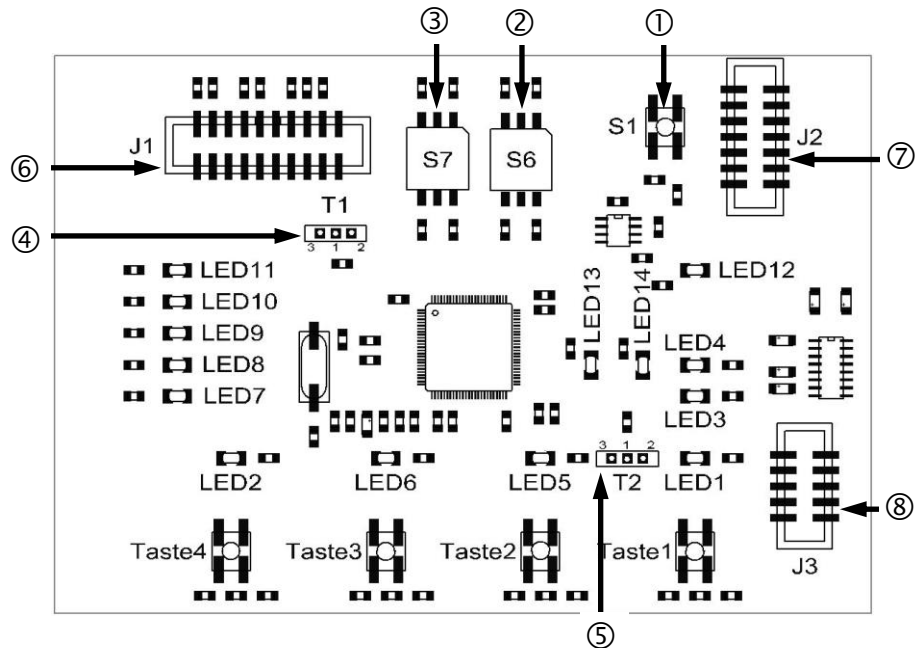 ③ ② ①
J1 S7 S6 S1 J2
⑥ ⑦
T1
④
3 1 2
LED11 LED13 LED14 LED12
LED10
LED9
LED8 LED4
LED7 LED3
3 1 2
LED2 LED6 LED5 T2 LED1
⑧
Taste4 Taste3 Taste2 Taste1
J3
⑤